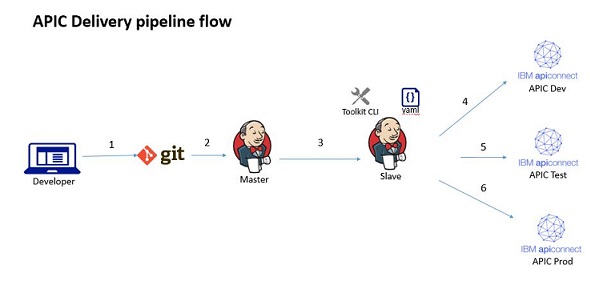 APIC Delivery pipeline flow
Developer
1
git
2
Master
3
Toolkit CLI
{}
yaml
Slave
4
IBM apiconnect
APIC Dev
5
IBM apiconnect
APIC Test
6
IBM apiconnect
APIC Prod